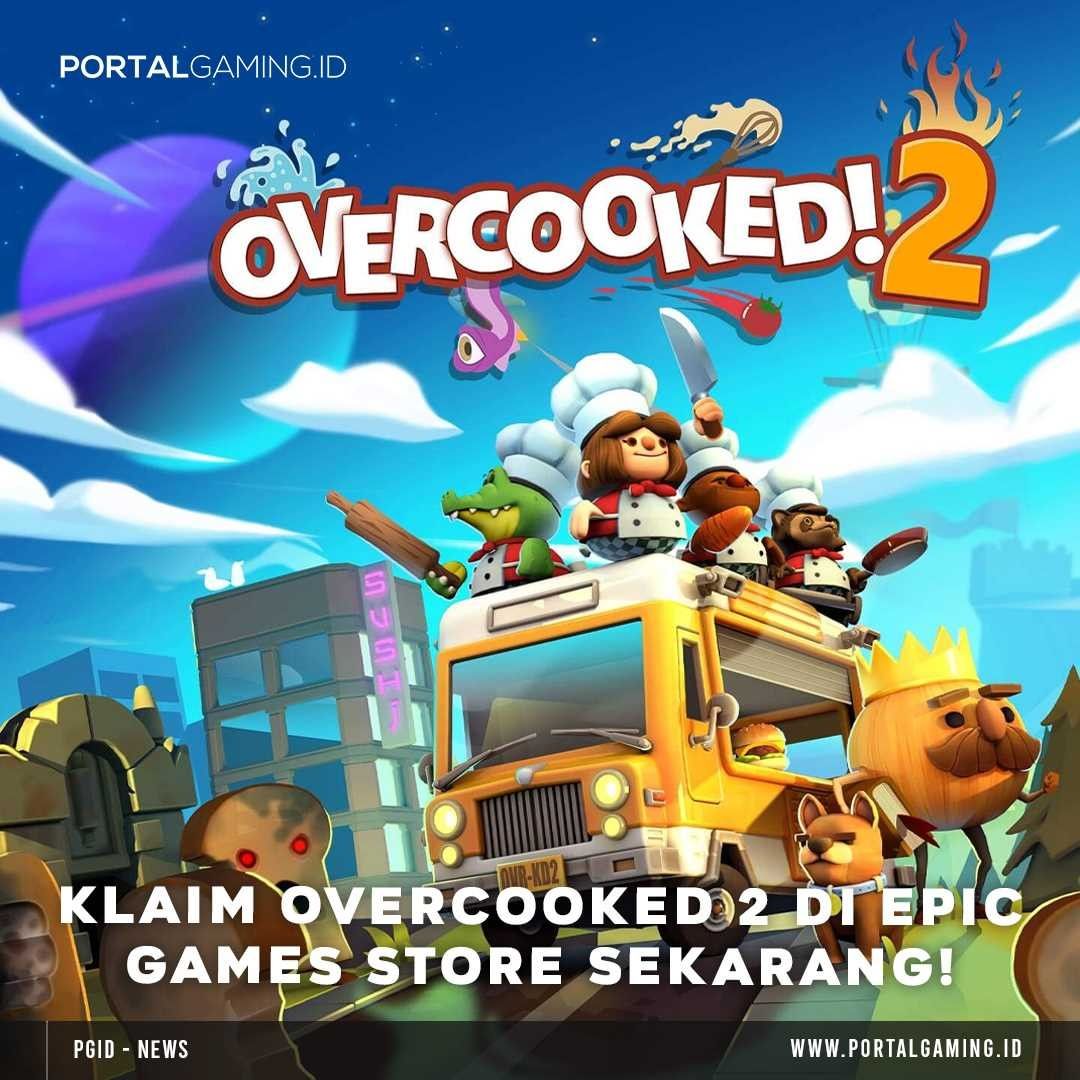 PORTALGAMING.ID
OVERCOOKED! 2
SUSHI
OVR-KD2
KLAIM OVERCOOKED 2 DI EPIC
GAMES STORE SEKARANG!
PGID - NEWS
WWW.PORTALGAMING.ID